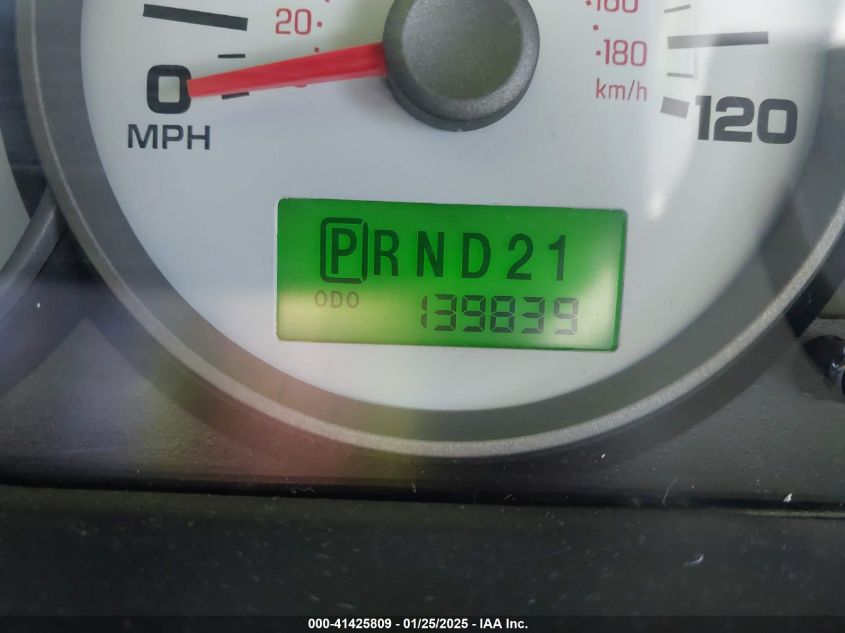 20
160
180
km/h
0
MPH
120
PRND21
ODO 139839
000-41425809 - 01/25/2025 - IAA Inc.